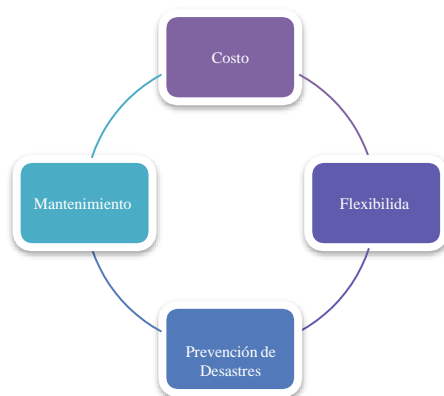 Costo
Mantenimiento
Flexibilida
Prevención de
Desastres